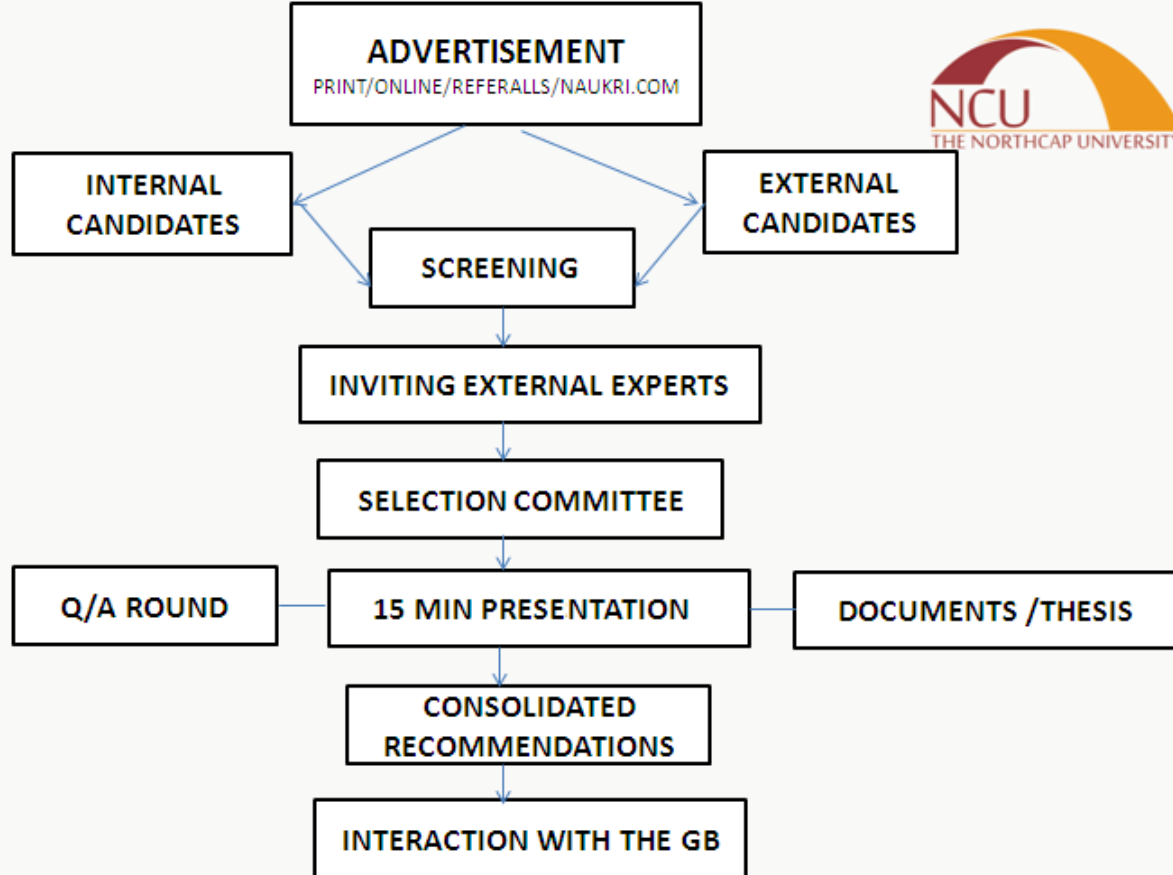 ADVERTISEMENT
PRINT/ONLINE/REFERALLS/NAUKRI.COM
NCU
THE NORTHCAP UNIVERSITY
INTERNAL
CANDIDATES
EXTERNAL
CANDIDATES
SCREENING
INVITING EXTERNAL EXPERTS
SELECTION COMMITTEE
Q/A ROUND
15 MIN PRESENTATION
DOCUMENTS /THESIS
CONSOLIDATED
RECOMMENDATIONS
INTERACTION WITH THE GB